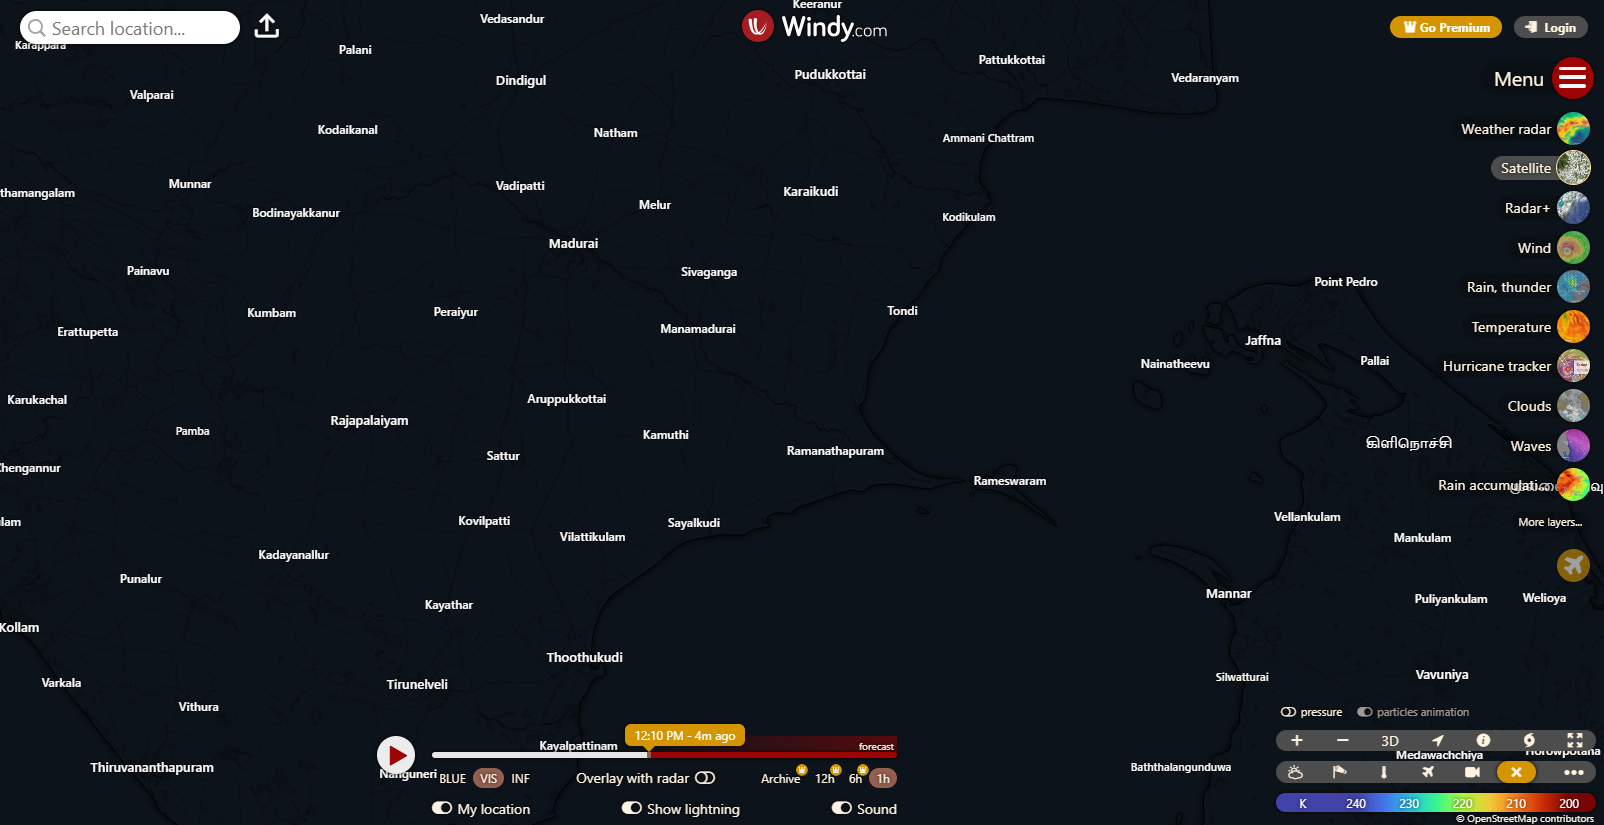 Search location...
Windy.com
Go Premium
Login
Menu
Weather radar
Satellite
Radar+
Wind
Rain, thunder
Temperature
Hurricane tracker
Clouds
Waves
Rain accumulati...
More layers...
Keeranur
Vedasandur
Karappara
Palani
Pattukkottai
Pudukkottai
Vedaranyam
Dindigul
Valparai
Kodaikanal
Natham
Ammani Chattram
Munnar
Vadipatti
Karaikudi
thamangalam
Melur
Bodinayakkanur
Kodikulam
Madurai
Painavu
Sivaganga
Point Pedro
Kumbam
Peraiyur
Tondi
Erattupetta
Manamadurai
Jaffna
Nainatheevu
Pallai
Karukachal
Aruppukkottai
Rajapalaiyam
Pamba
Kamuthi
கிளிநொச்சி
Ramanathapuram
Sattur
Chengannur
Rameswaram
Vellankulam
lam
Kovilpatti
Sayalkudi
Vilattikulam
Mankulam
Kadayanallur
Punalur
Mannar
Welioya
Puliyankulam
Kayathar
Kollam
Thoothukudi
Vavuniya
Silwatturai
Varkala
Tirunelveli
Vithura
Kayalpattinam
Thiruvananthapuram
Nanguneri
Baththalangunduwa
Medawachchiya
Horowpotana
12:10 PM - 4m ago
forecast
BLUE VIS INF
Overlay with radar
Archive 12h 6h 1h
My location
Show lightning
Sound
pressure
particles animation
3D
K 240 230 220 210 200
© OpenStreetMap contributors